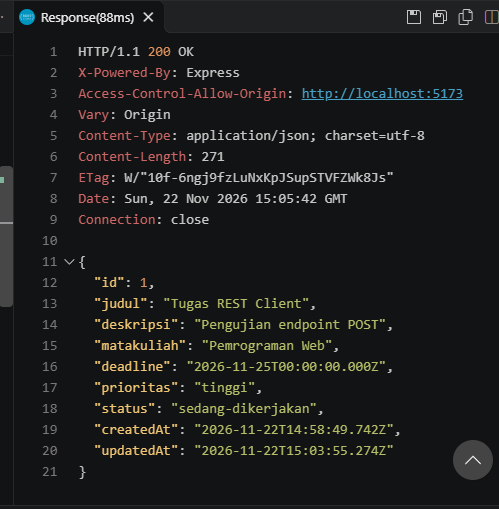 Response(88ms)
1 HTTP/1.1 200 OK
2 X-Powered-By: Express
3 Access-Control-Allow-Origin: http://localhost:5173
4 Vary: Origin
5 Content-Type: application/json; charset=utf-8
6 Content-Length: 271
7 ETag: W/"10f-6ngj9fzLuNxKpJSupSTVFZWk8Js"
8 Date: Sun, 22 Nov 2026 15:05:42 GMT
9 Connection: close
10
11 {
12 "id": 1,
13 "judul": "Tugas REST Client",
14 "deskripsi": "Pengujian endpoint POST",
15 "matakuliah": "Pemrograman Web",
16 "deadline": "2026-11-25T00:00:00.000Z",
17 "prioritas": "tinggi",
18 "status": "sedang-dikerjakan",
19 "createdAt": "2026-11-22T14:58:49.742Z",
20 "updatedAt": "2026-11-22T15:03:55.274Z"
21 }